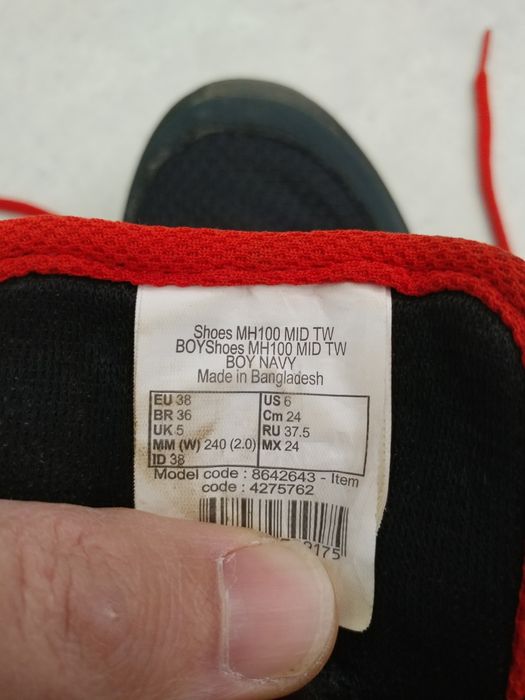 Shoes MH100 MID TW
BOYShoes MH100 MID TW
BOY NAVY
Made in Bangladesh
EU 38 US 6
BR 36 Cm 24
UK 5 RU 37.5
MM (W) 240 (2.0) MX 24
ID 38
Model code : 8642643 - Item
code : 4275762
9175